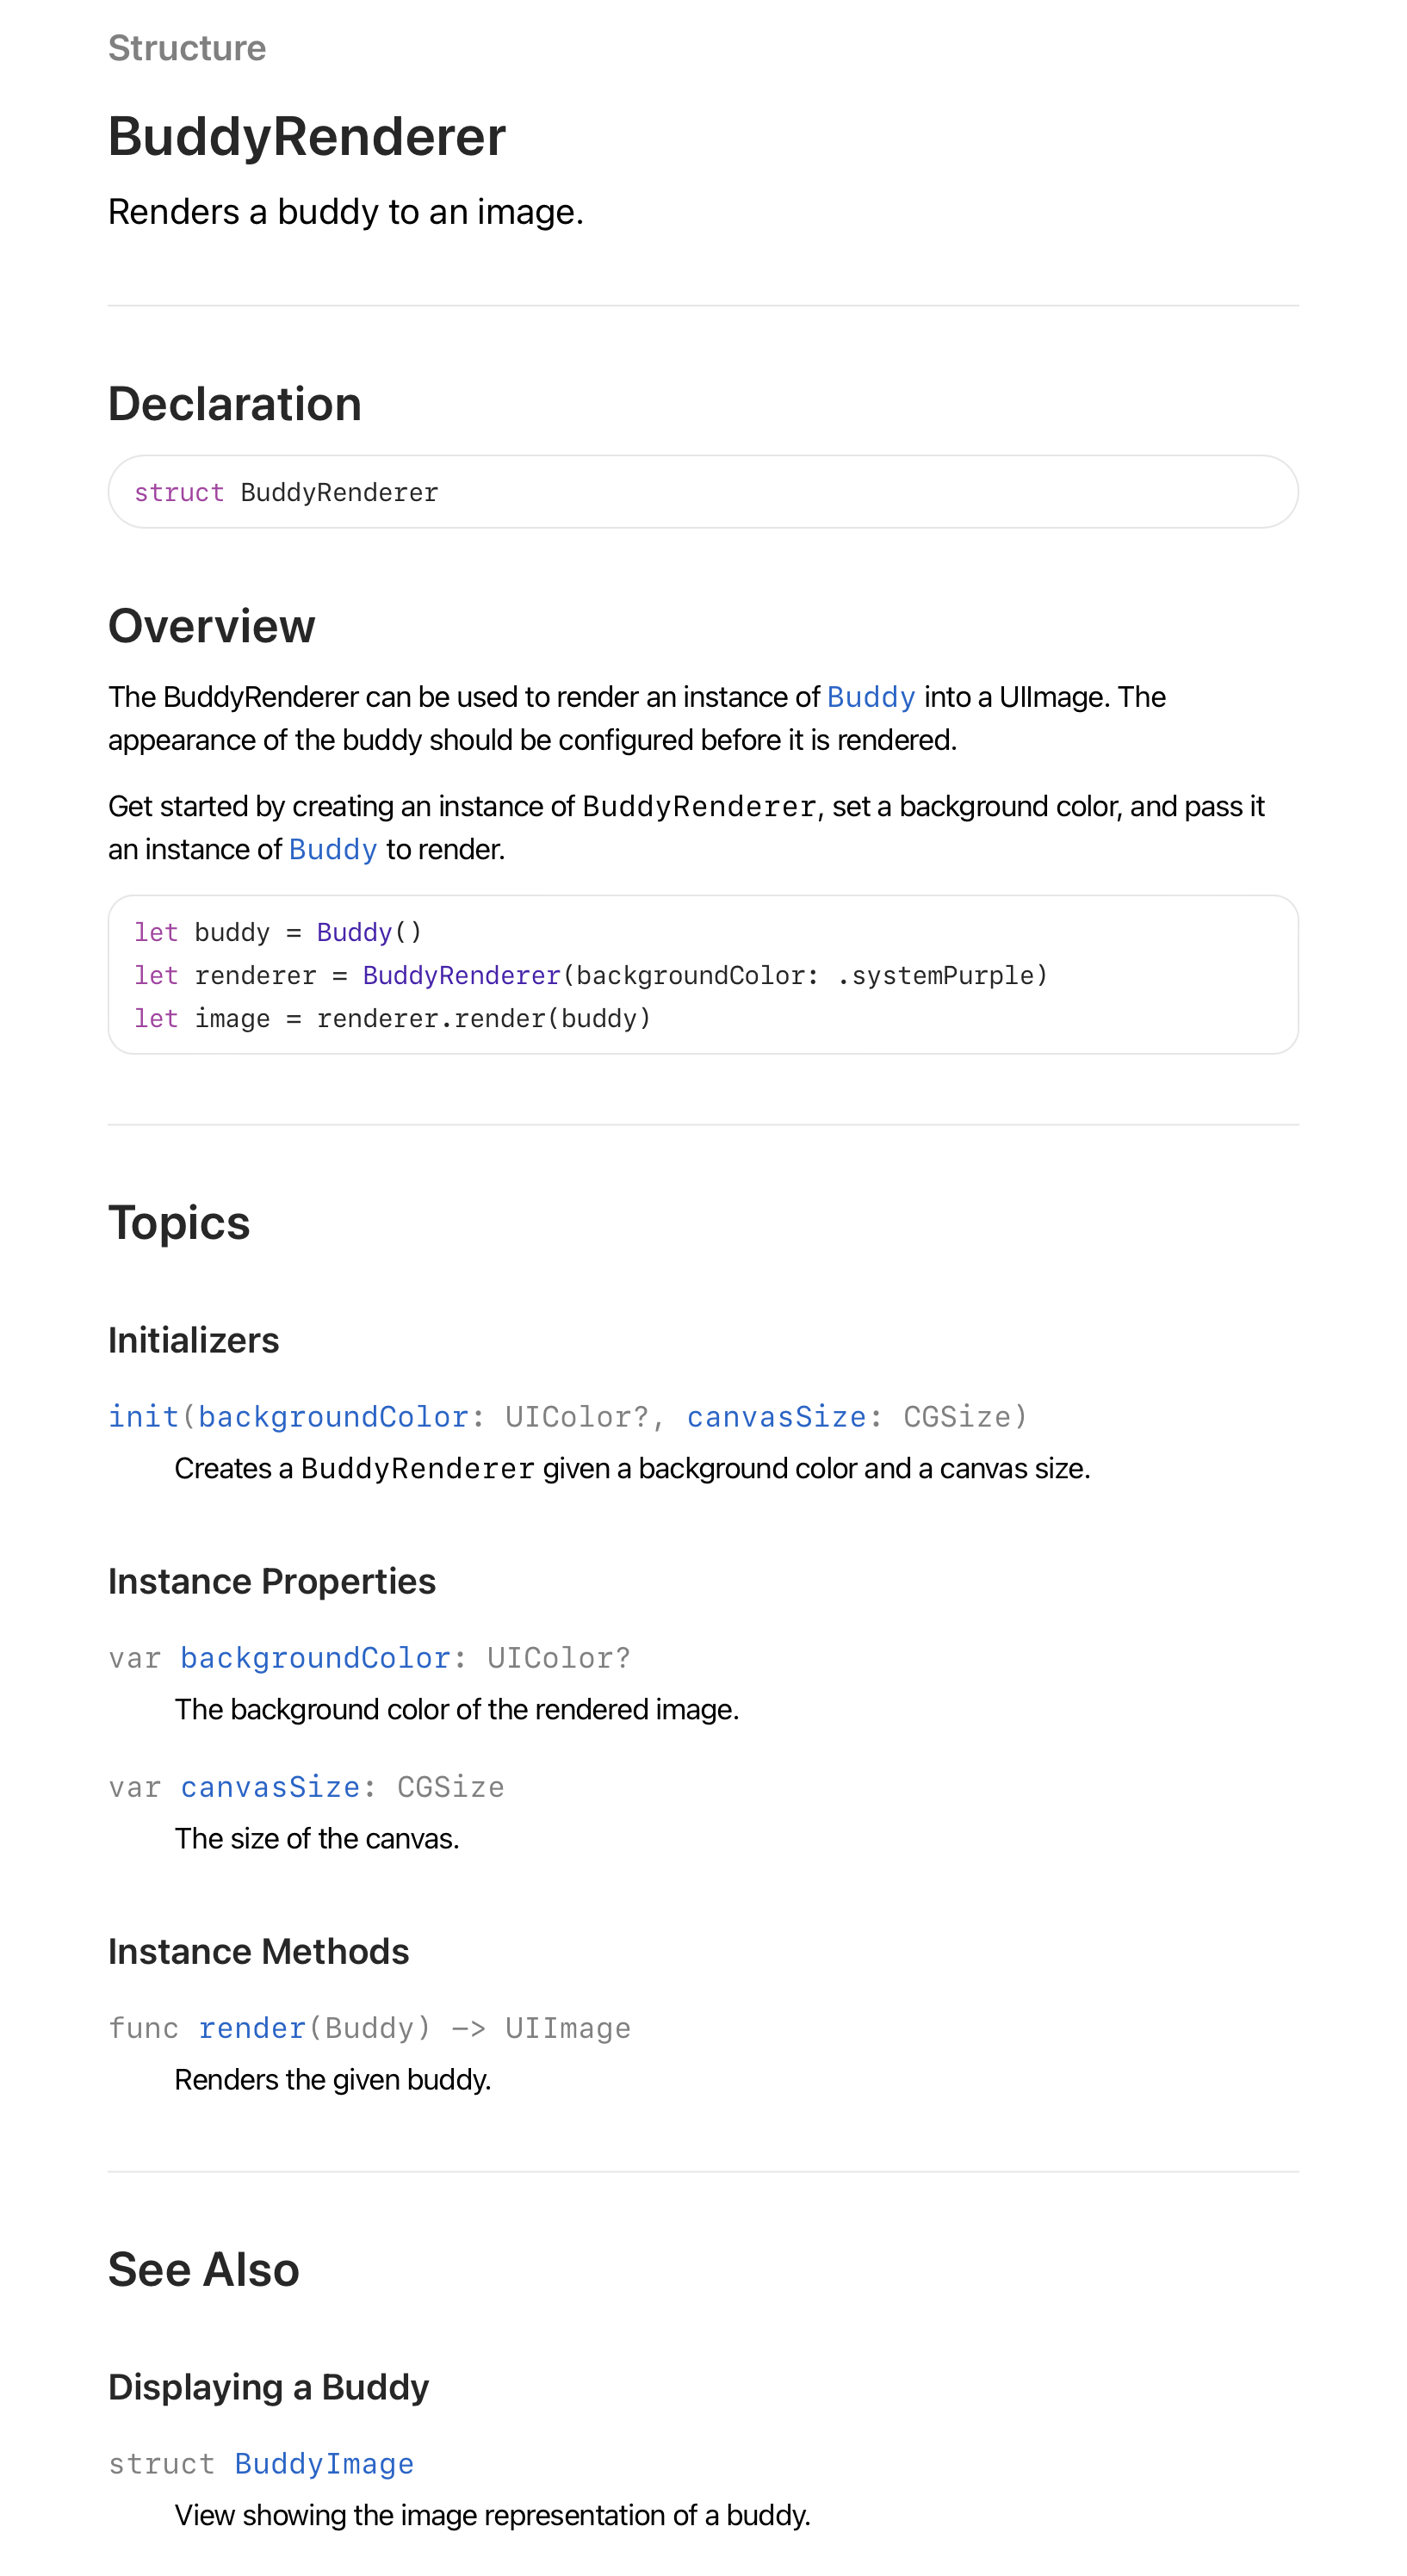 Structure
BuddyRenderer
Renders a buddy to an image.
Declaration
struct BuddyRenderer
Overview
The BuddyRenderer can be used to render an instance of Buddy into a UIImage. The
appearance of the buddy should be configured before it is rendered.
Get started by creating an instance of BuddyRenderer, set a background color, and pass it
an instance of Buddy to render.
let buddy = Buddy()
let renderer = BuddyRenderer(backgroundColor: .systemPurple)
let image = renderer.render(buddy)
Topics
Initializers
init(backgroundColor: UIColor?, canvasSize: CGSize)
Creates a BuddyRenderer given a background color and a canvas size.
Instance Properties
var backgroundColor: UIColor?
The background color of the rendered image.
var canvasSize: CGSize
The size of the canvas.
Instance Methods
func render(Buddy) -> UIImage
Renders the given buddy.
See Also
Displaying a Buddy
struct BuddyImage
View showing the image representation of a buddy.